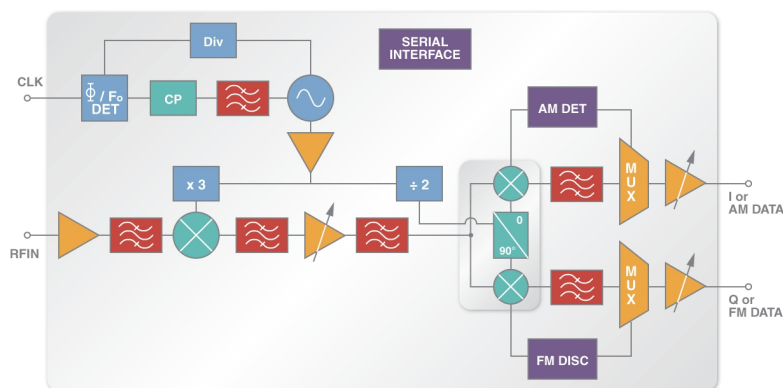 Div
SERIAL
INTERFACE
CLK
Φ / Fo
DET
CP
AM DET
x 3
÷ 2
MUX
I or
AM DATA
RFIN
0
90°
MUX
Q or
FM DATA
FM DISC